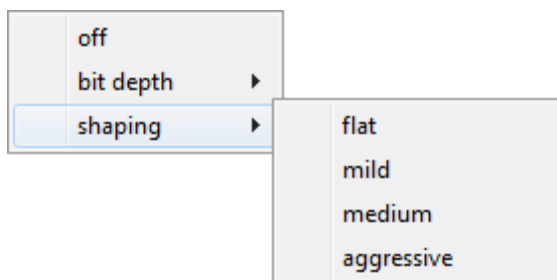 off
bit depth
shaping
flat
mild
medium
aggressive